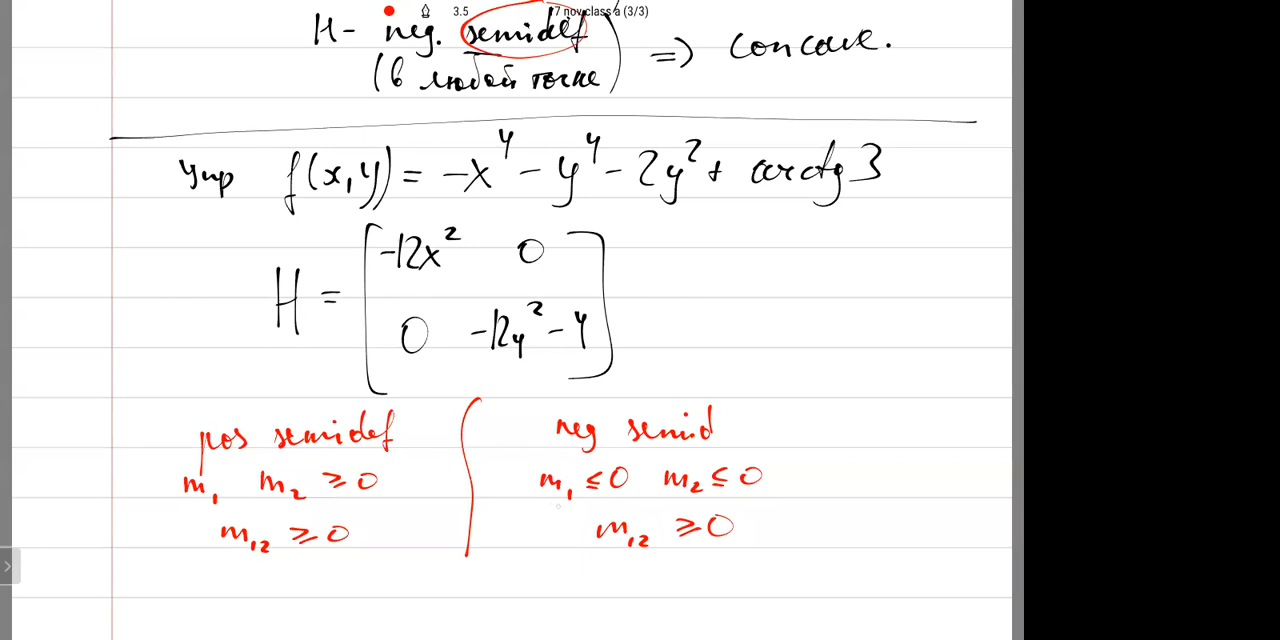 3.5 7 nov class a (3/3)
H - neg. semidef
(в любой точке) => concave.
Упр f(x,y) = -x⁴ - y⁴ - 2y² + arctg 3
H = [ -12x² 0
0 -12y² - 4 ]
pos semidef neg semid
m₁ m₂ ≥ 0 m₁ ≤ 0 m₂ ≤ 0
m₁₂ ≥ 0 m₁₂ ≥ 0